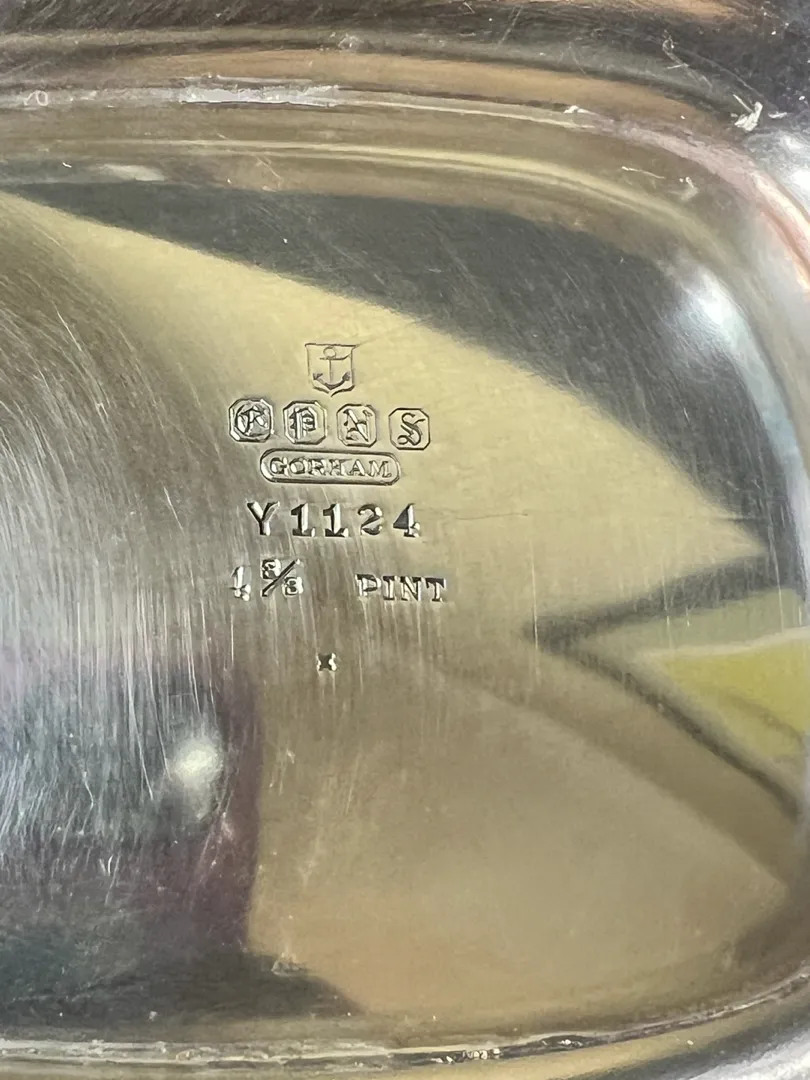 E P N S
GORHAM
Y1124
1 3/8 PINT